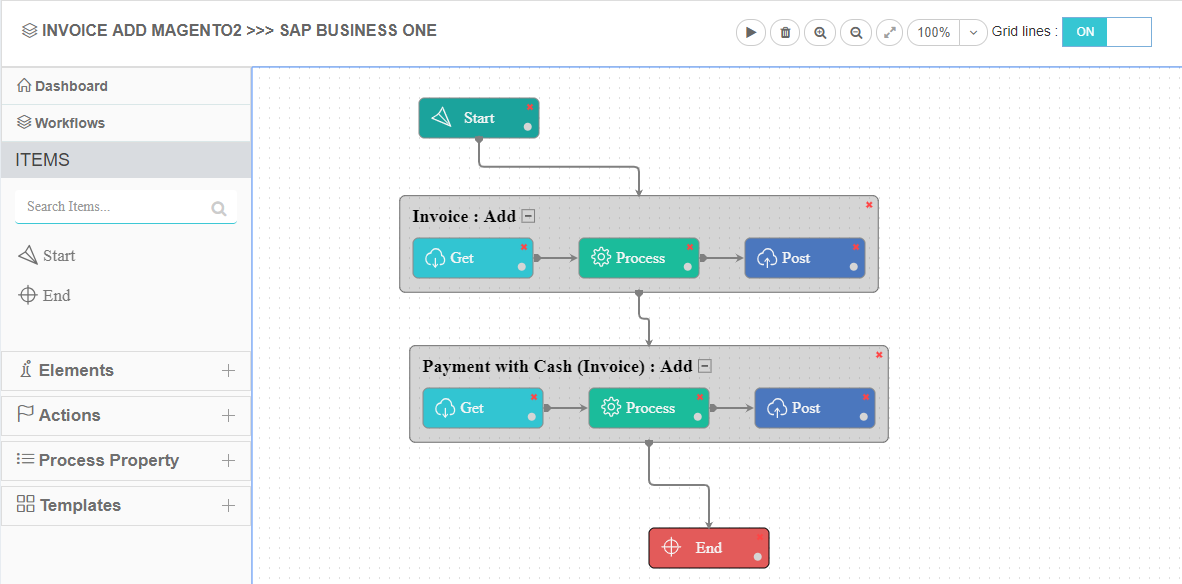 INVOICE ADD MAGENTO2 >>> SAP BUSINESS ONE
100%
Grid lines :
ON
Dashboard
Workflows
ITEMS
Search Items...
Start
End
Elements
Actions
Process Property
Templates
Start
Invoice : Add
Get
Process
Post
Payment with Cash (Invoice) : Add
Get
Process
Post
End